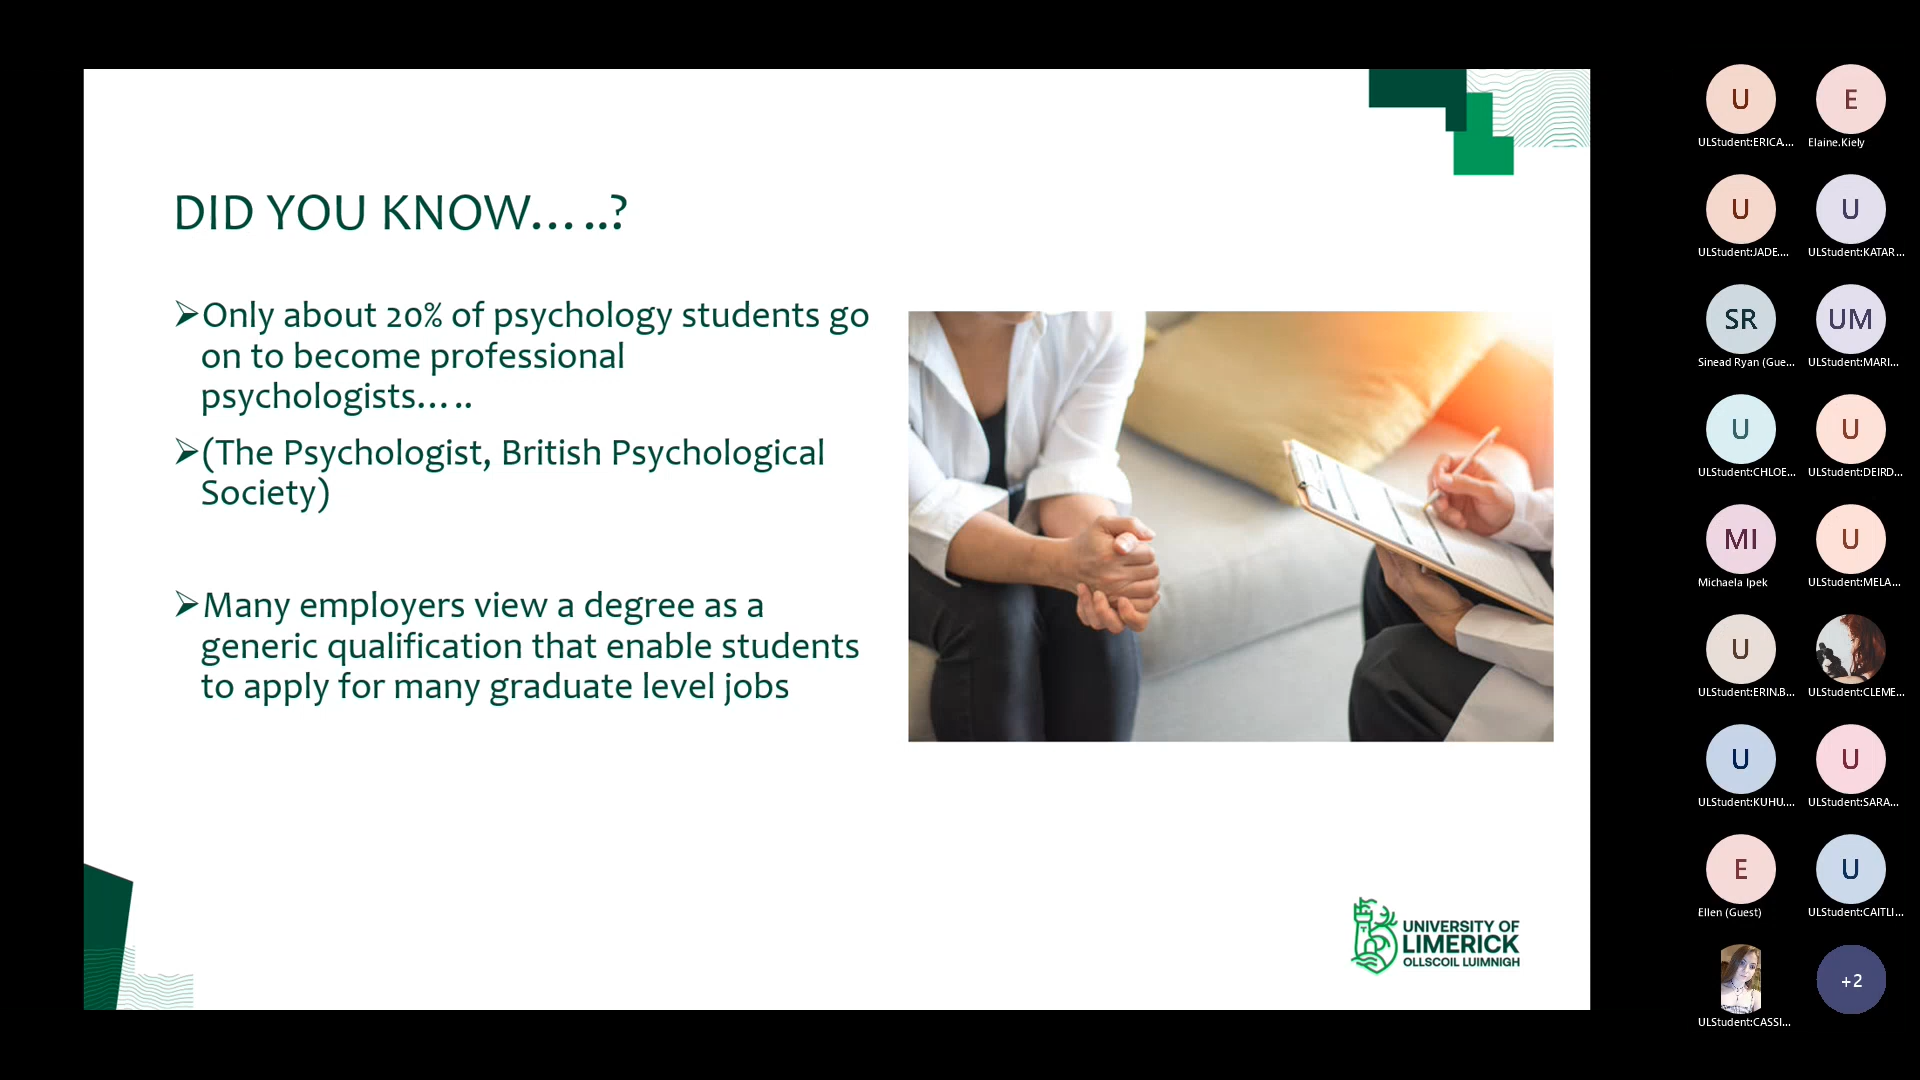 DID YOU KNOW…..?
➢Only about 20% of psychology students go
on to become professional
psychologists…..
➢(The Psychologist, British Psychological
Society)
➢Many employers view a degree as a
generic qualification that enable students
to apply for many graduate level jobs
UNIVERSITY OF
LIMERICK
OLLSCOIL LUIMNIGH
U
E
ULStudent:ERICA....
Elaine.Kiely
U
U
ULStudent:JADE....
ULStudent:KATAR...
SR
UM
Sinead Ryan (Gue...
ULStudent:MARI...
U
U
ULStudent:CHLOE...
ULStudent:DEIRD...
MI
U
Michaela Ipek
ULStudent:MELA...
U
ULStudent:ERIN.B...
ULStudent:CLEME...
U
U
ULStudent:KUHU....
ULStudent:SARA...
E
U
Ellen (Guest)
ULStudent:CAITLI...
+2
ULStudent:CASSI...